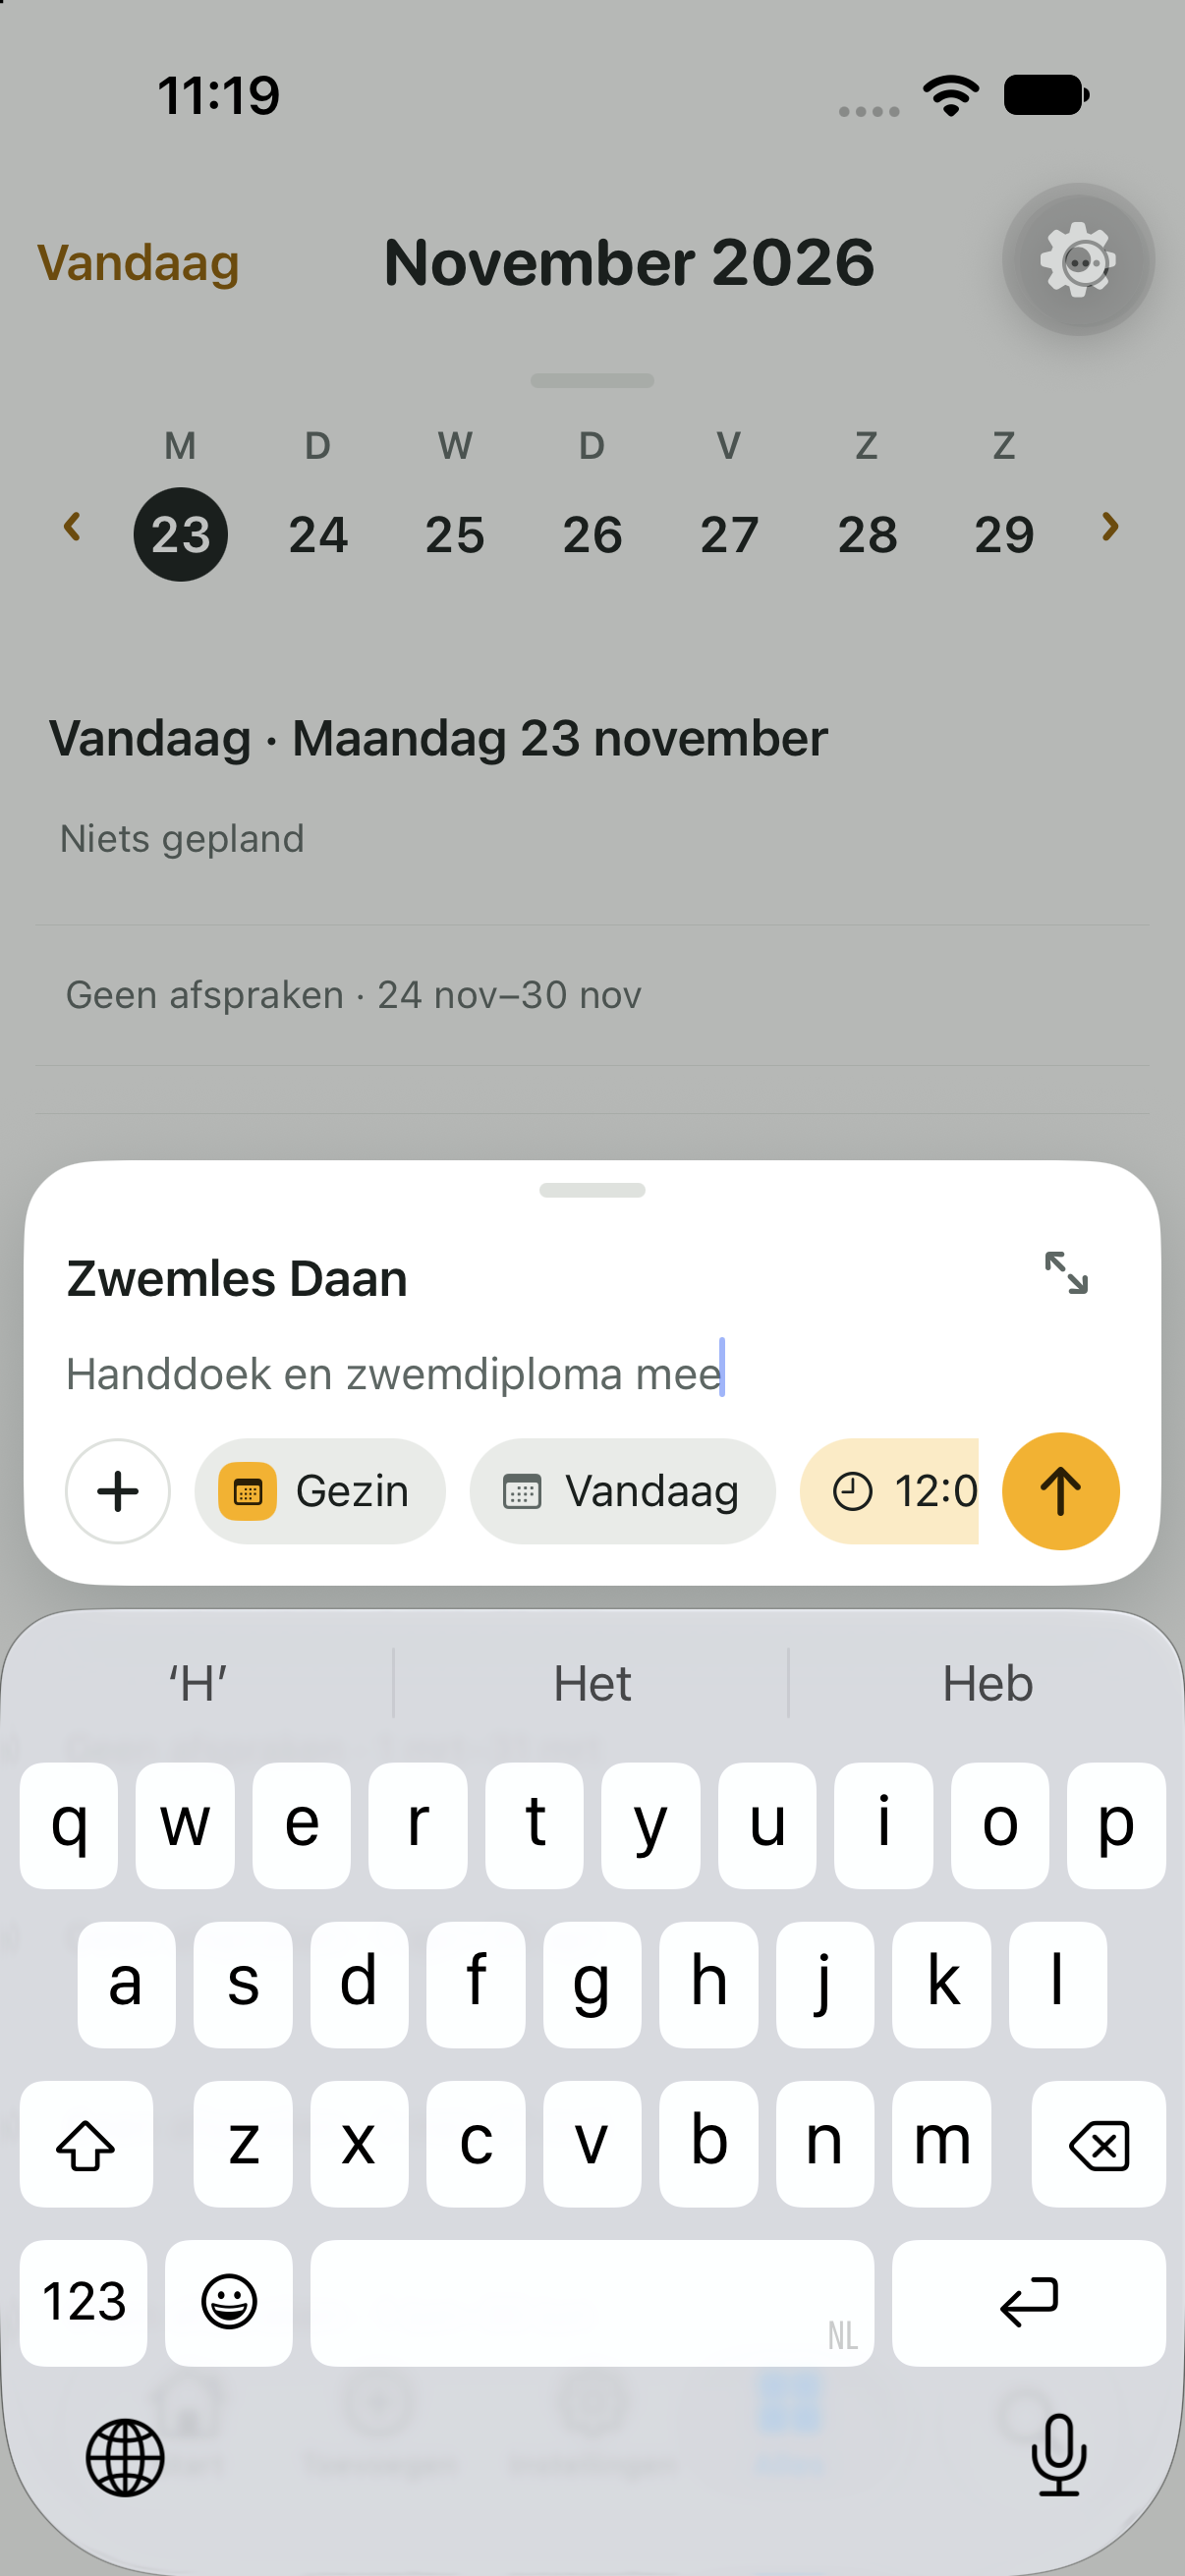 11:19
Vandaag
November 2026
M D W D V Z Z
23 24 25 26 27 28 29
Vandaag · Maandag 23 november
Niets gepland
Geen afspraken · 24 nov–30 nov
Zwemles Daan
Handdoek en zwemdiploma mee
Gezin
Vandaag
12:0
‘H’ Het Heb
q w e r t y u i o p
a s d f g h j k l
z x c v b n m
123
NL